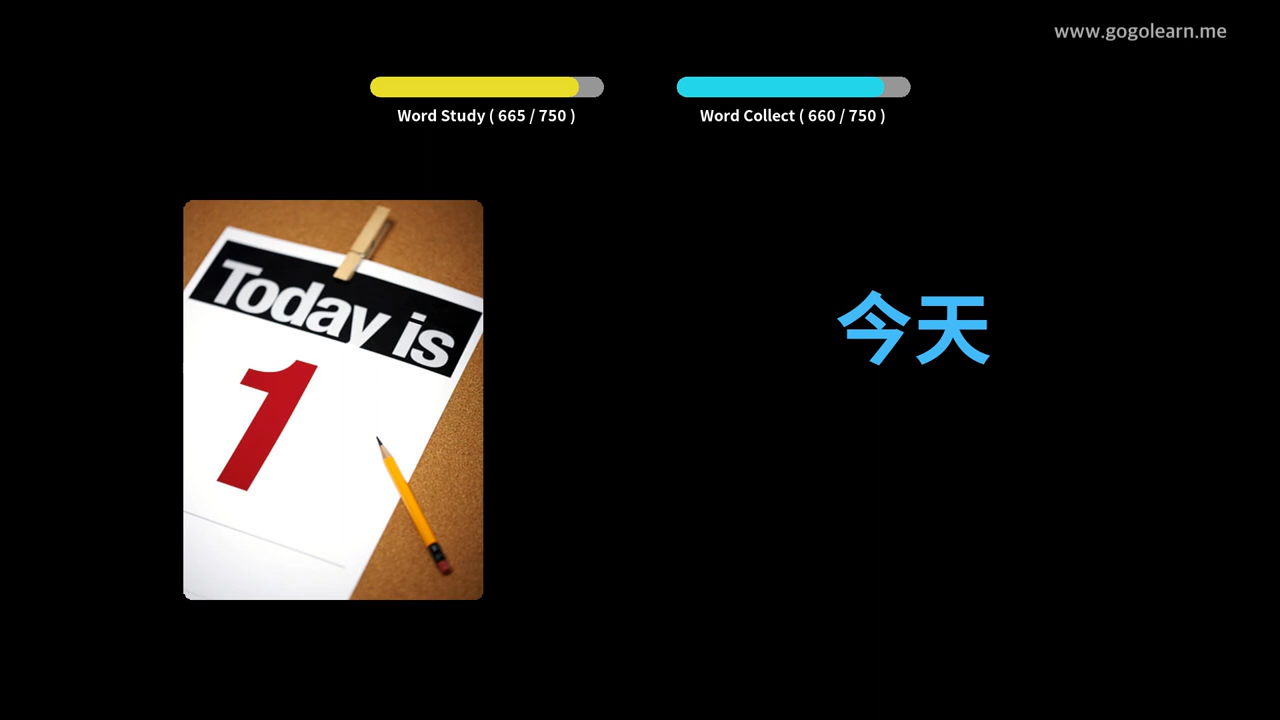 www.gogolearn.me
Word Study ( 665 / 750 )
Word Collect ( 660 / 750 )
Today is
1
今天